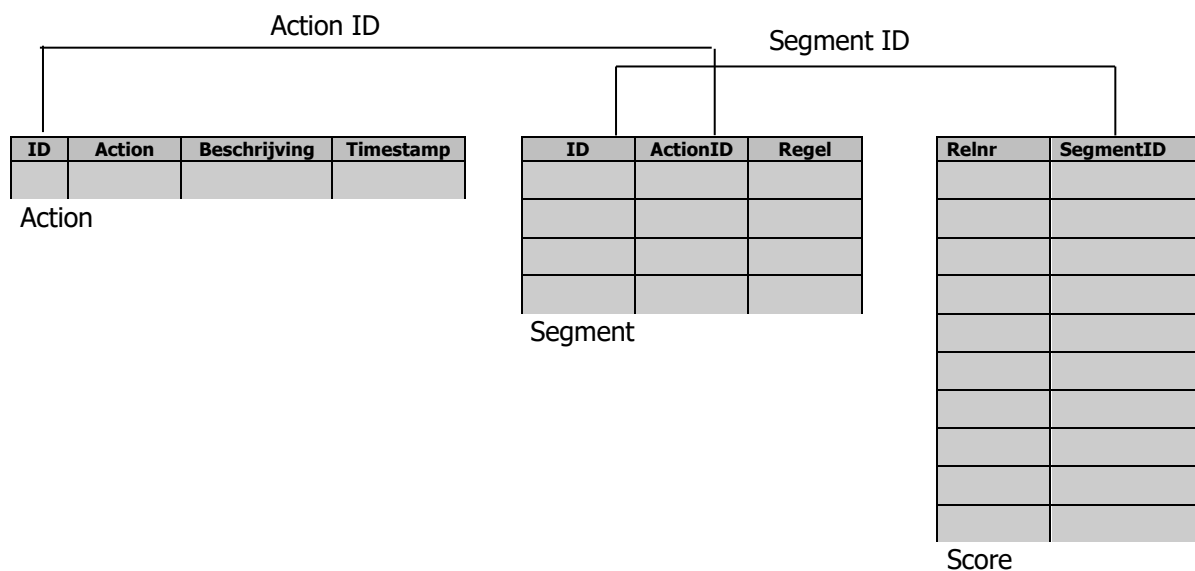 Action ID
Segment ID
ID Action Beschrijving Timestamp
Action
ID ActionID Regel
Segment
Relnr SegmentID
Score